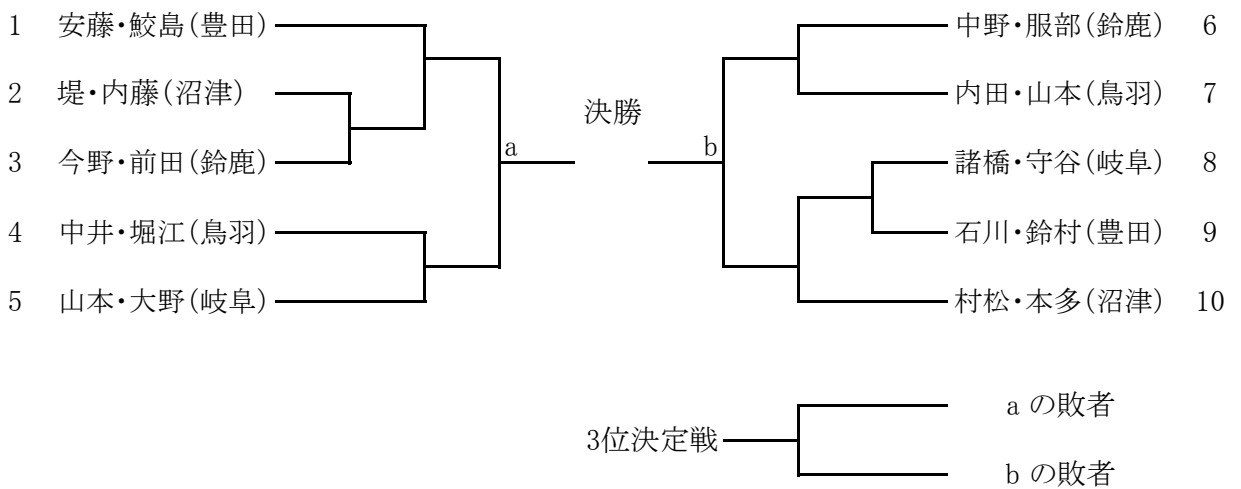 1 安藤・鮫島(豊田)
2 堤・内藤(沼津)
3 今野・前田(鈴鹿)
4 中井・堀江(鳥羽)
5 山本・大野(岐阜)
a
決勝
b
中野・服部(鈴鹿) 6
内田・山本(鳥羽) 7
諸橋・守谷(岐阜) 8
石川・鈴村(豊田) 9
村松・本多(沼津) 10
3位決定戦
a の敗者
b の敗者